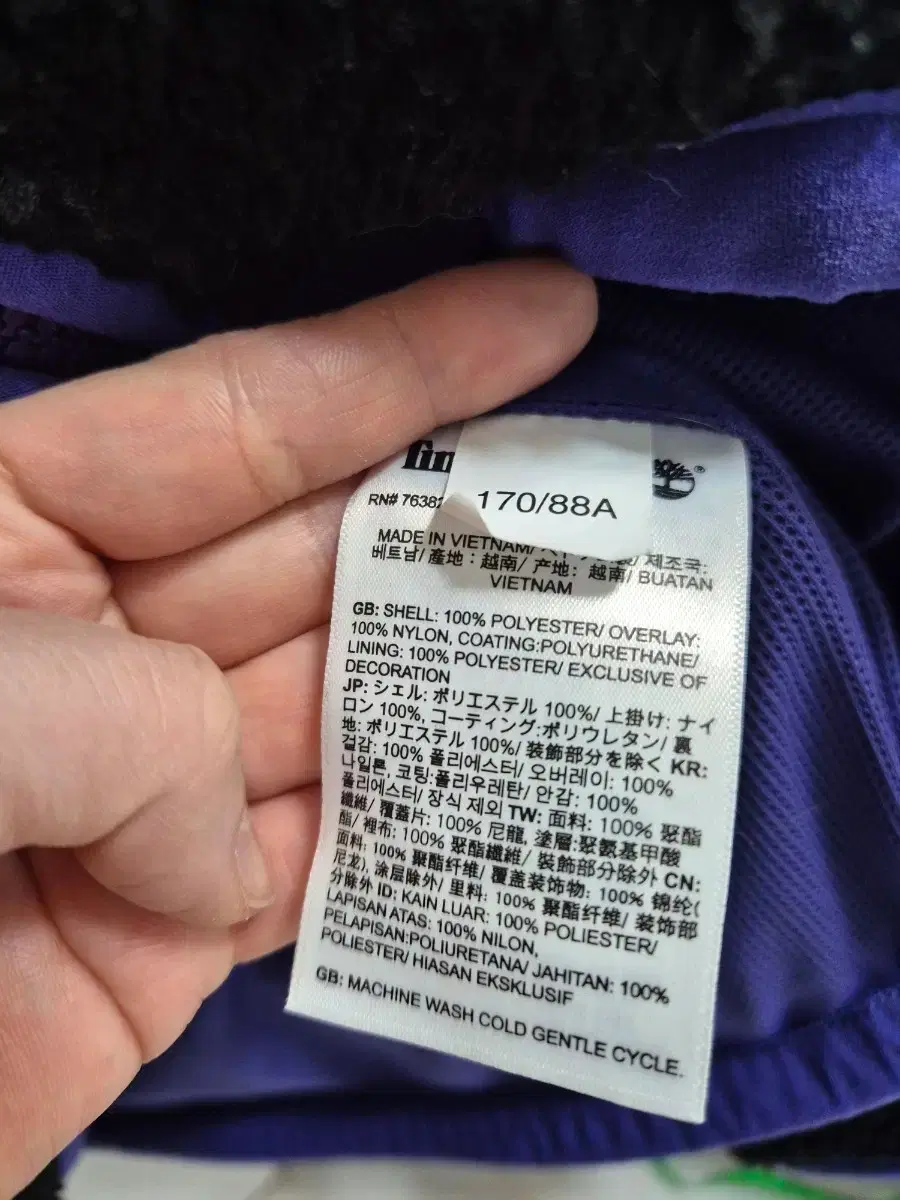 Tim
RN# 7638
170/88A
MADE IN VIETNAM/ 제조국:
베트남/ 產地：越南/ 产地：越南/ BUATAN
VIETNAM
GB: SHELL: 100% POLYESTER/ OVERLAY:
100% NYLON, COATING:POLYURETHANE/
LINING: 100% POLYESTER/ EXCLUSIVE OF
DECORATION
JP: シェル: ポリエステル 100%/ 上掛け: ナイ
ロン 100%, コーティング:ポリウレタン/ 裏
地: ポリエステル 100%/ 装飾部分を除く KR:
겉감: 100% 폴리에스터/ 오버레이: 100%
나일론, 코팅:폴리우레탄/ 안감: 100%
폴리에스터/ 장식 제외 TW: 面料: 100% 聚酯
纖維/ 覆蓋片: 100% 尼龍, 塗層:聚氨基甲酸
酯/ 裡布: 100% 聚酯纖維/ 裝飾部分除外 CN:
面料: 100% 聚酯纤维/ 覆盖装饰物: 100% 锦纶(
尼龙), 涂层除外/ 里料: 100% 聚酯纤维/ 装饰部
分除外 ID: KAIN LUAR: 100% POLIESTER/
LAPISAN ATAS: 100% NILON,
PELAPISAN:POLIURETANA/ JAHITAN: 100%
POLIESTER/ HIASAN EKSKLUSIF
GB: MACHINE WASH COLD GENTLE CYCLE.